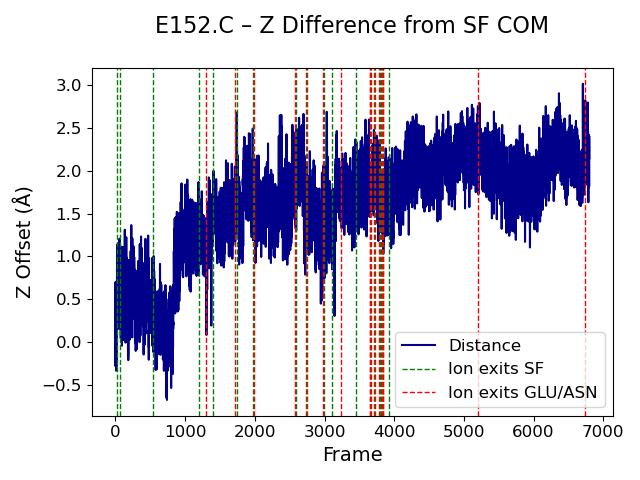 E152.C – Z Difference from SF COM
Z Offset (Å)
3.0
2.5
2.0
1.5
1.0
0.5
0.0
−0.5
Distance
Ion exits SF
Ion exits GLU/ASN
0 1000 2000 3000 4000 5000 6000 7000
Frame